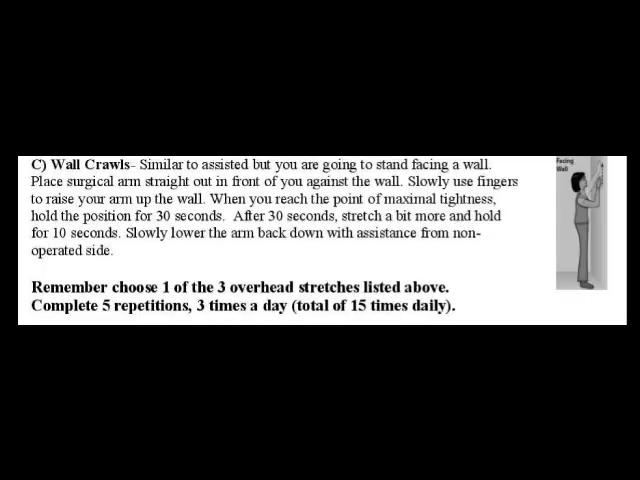 C) Wall Crawls- Similar to assisted but you are going to stand facing a wall.
Place surgical arm straight out in front of you against the wall. Slowly use fingers
to raise your arm up the wall. When you reach the point of maximal tightness,
hold the position for 30 seconds. After 30 seconds, stretch a bit more and hold
for 10 seconds. Slowly lower the arm back down with assistance from non-
operated side.
Remember choose 1 of the 3 overhead stretches listed above.
Complete 5 repetitions, 3 times a day (total of 15 times daily).
Facing
Wall